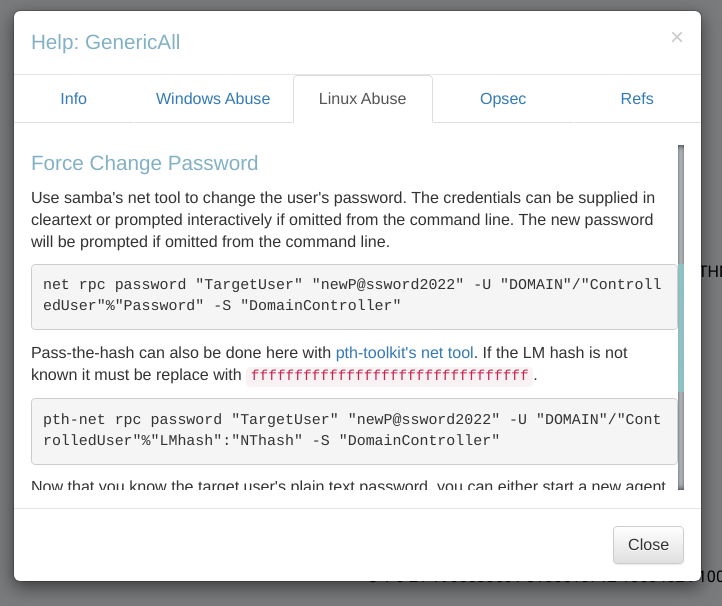 Help: GenericAll ×
Info Windows Abuse Linux Abuse Opsec Refs
Force Change Password
Use samba's net tool to change the user's password. The credentials can be supplied in
cleartext or prompted interactively if omitted from the command line. The new password
will be prompted if omitted from the command line.
net rpc password "TargetUser" "newP@ssword2022" -U "DOMAIN"/"Controll
edUser"%"Password" -S "DomainController"
Pass-the-hash can also be done here with pth-toolkit's net tool. If the LM hash is not
known it must be replace with ffffffffffffffffffffffffffffffff.
pth-net rpc password "TargetUser" "newP@ssword2022" -U "DOMAIN"/"Cont
rolledUser"%"LMhash":"NThash" -S "DomainController"
Now that you know the target user's plain text password, you can either start a new agent
Close